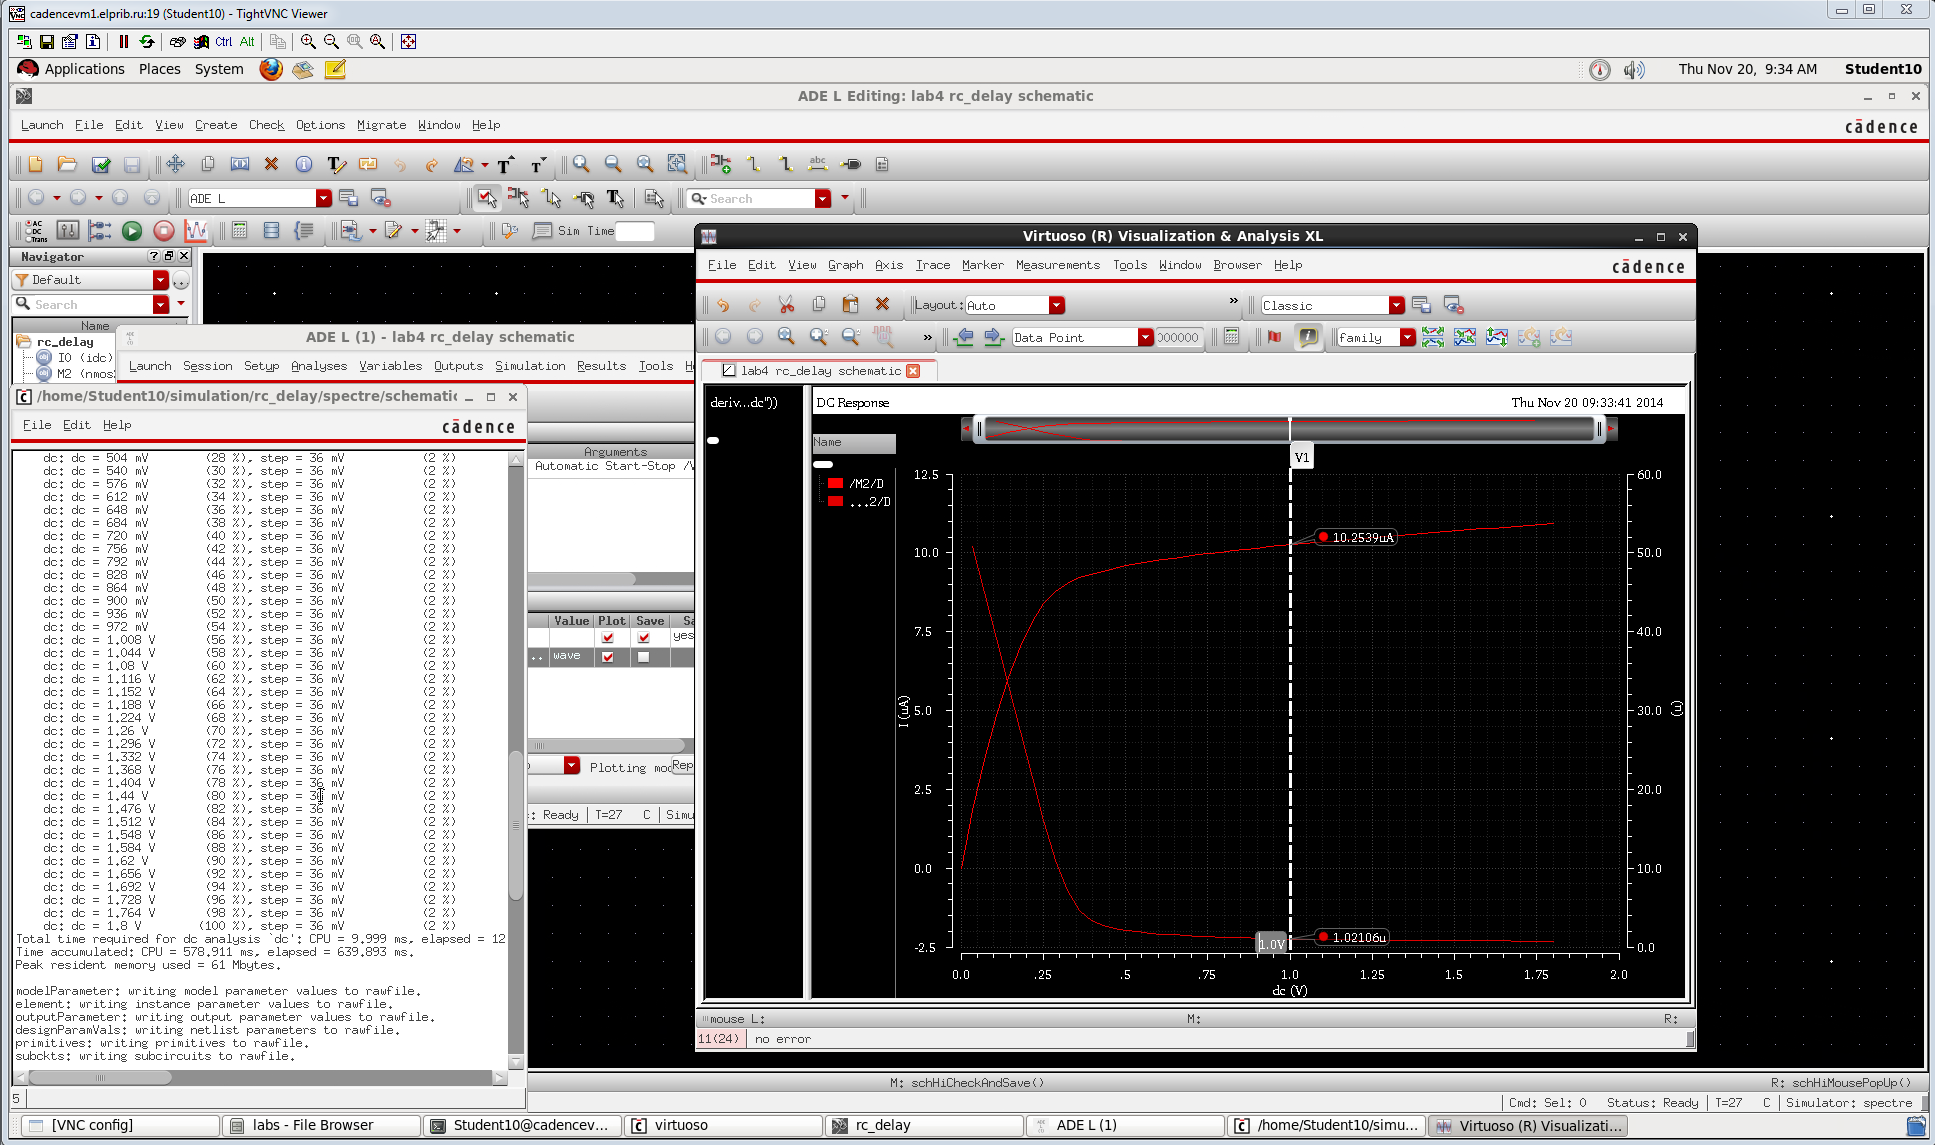 cadencevm1.elprib.ru:19 (Student10) - TightVNC Viewer
Ctrl Alt
Applications Places System Thu Nov 20, 9:34 AM Student10
ADE L Editing: lab4 rc_delay schematic
Launch File Edit View Create Check Options Migrate Window Help cādence
ADE L Search
AC DC Trans Sim Time
Navigator
Default
Search
Name
rc_delay
IO (idc)
M2 (nmos
ADE L (1) - lab4 rc_delay schematic
Launch Session Setup Analyses Variables Outputs Simulation Results Tools H
Arguments
Automatic Start-Stop /V
Value Plot Save Sa
yes
.. wave
Plotting mod Rep
: Ready T=27 C Simu
/home/Student10/simulation/rc_delay/spectre/schematic
File Edit Help cādence
dc: dc = 504 mV (28 %), step = 36 mV (2 %)
dc: dc = 540 mV (30 %), step = 36 mV (2 %)
dc: dc = 576 mV (32 %), step = 36 mV (2 %)
dc: dc = 612 mV (34 %), step = 36 mV (2 %)
dc: dc = 648 mV (36 %), step = 36 mV (2 %)
dc: dc = 684 mV (38 %), step = 36 mV (2 %)
dc: dc = 720 mV (40 %), step = 36 mV (2 %)
dc: dc = 756 mV (42 %), step = 36 mV (2 %)
dc: dc = 792 mV (44 %), step = 36 mV (2 %)
dc: dc = 828 mV (46 %), step = 36 mV (2 %)
dc: dc = 864 mV (48 %), step = 36 mV (2 %)
dc: dc = 900 mV (50 %), step = 36 mV (2 %)
dc: dc = 936 mV (52 %), step = 36 mV (2 %)
dc: dc = 972 mV (54 %), step = 36 mV (2 %)
dc: dc = 1.008 V (56 %), step = 36 mV (2 %)
dc: dc = 1.044 V (58 %), step = 36 mV (2 %)
dc: dc = 1.08 V (60 %), step = 36 mV (2 %)
dc: dc = 1.116 V (62 %), step = 36 mV (2 %)
dc: dc = 1.152 V (64 %), step = 36 mV (2 %)
dc: dc = 1.188 V (66 %), step = 36 mV (2 %)
dc: dc = 1.224 V (68 %), step = 36 mV (2 %)
dc: dc = 1.26 V (70 %), step = 36 mV (2 %)
dc: dc = 1.296 V (72 %), step = 36 mV (2 %)
dc: dc = 1.332 V (74 %), step = 36 mV (2 %)
dc: dc = 1.368 V (76 %), step = 36 mV (2 %)
dc: dc = 1.404 V (78 %), step = 36 mV (2 %)
dc: dc = 1.44 V (80 %), step = 36 mV (2 %)
dc: dc = 1.476 V (82 %), step = 36 mV (2 %)
dc: dc = 1.512 V (84 %), step = 36 mV (2 %)
dc: dc = 1.548 V (86 %), step = 36 mV (2 %)
dc: dc = 1.584 V (88 %), step = 36 mV (2 %)
dc: dc = 1.62 V (90 %), step = 36 mV (2 %)
dc: dc = 1.656 V (92 %), step = 36 mV (2 %)
dc: dc = 1.692 V (94 %), step = 36 mV (2 %)
dc: dc = 1.728 V (96 %), step = 36 mV (2 %)
dc: dc = 1.764 V (98 %), step = 36 mV (2 %)
dc: dc = 1.8 V (100 %), step = 36 mV (2 %)
Total time required for dc analysis `dc': CPU = 9.999 ms, elapsed = 12
Time accumulated: CPU = 578.911 ms, elapsed = 639.893 ms.
Peak resident memory used = 61 Mbytes.
modelParameter: writing model parameter values to rawfile.
element: writing instance parameter values to rawfile.
outputParameter: writing output parameter values to rawfile.
designParamVals: writing netlist parameters to rawfile.
primitives: writing primitives to rawfile.
subckts: writing subcircuits to rawfile.
5
Virtuoso (R) Visualization & Analysis XL
File Edit View Graph Axis Trace Marker Measurements Tools Window Browser Help cādence
Layout: Auto » Classic
» Data Point 000000 family
lab4 rc_delay schematic
deriv...dc"))
DC Response Thu Nov 20 09:33:41 2014
Name
/M2/D
...2/D
V1
12.5 60.0
10.2539uA
10.0 50.0
7.5 40.0
5.0 30.0
I (uA) (u)
2.5 20.0
0.0 10.0
1.0V 1.02106u
-2.5 0.0
0.0 .25 .5 .75 1.0 1.25 1.5 1.75 2.0
dc (V)
mouse L: M: R:
11(24) no error
M: schHiCheckAndSave() R: schHiMousePopUp()
Cmd: Sel: 0 Status: Ready T=27 C Simulator: spectre
[VNC config] labs - File Browser Student10@cadencev... virtuoso rc_delay ADE L (1) /home/Student10/simu... Virtuoso (R) Visualizati...